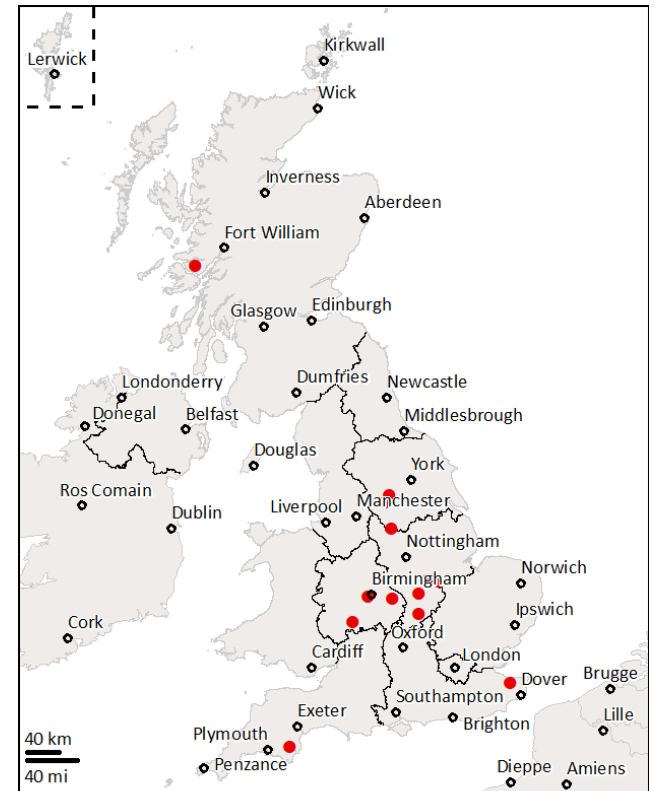 Kirkwall
Lerwick
Wick
Inverness
Aberdeen
Fort William
Glasgow
Edinburgh
Londonderry
Dumfries
Newcastle
Donegal
Belfast
Middlesbrough
Douglas
York
Ros Comain
Manchester
Liverpool
Dublin
Nottingham
Norwich
Birmingham
Ipswich
Cork
Oxford
Cardiff
London
Dover
Brugge
Southampton
Exeter
Brighton
Lille
Plymouth
40 km
Penzance
Dieppe
Amiens
40 mi